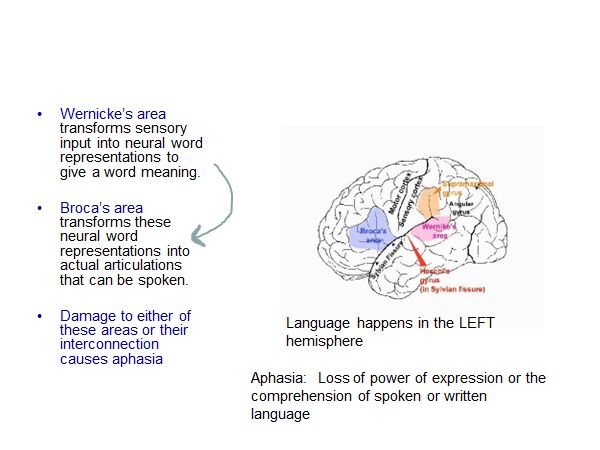 • Wernicke's area
transforms sensory
input into neural word
representations to
give a word meaning.
• Broca's area
transforms these
neural word
representations into
actual articulations
that can be spoken.
• Damage to either of
these areas or their
interconnection
causes aphasia
Motor cortex
Sensory cortex
Supramarginal
gyrus
Angular
gyrus
Broca's
area
Wernike's
area
Sylvian Fissure
Heschl's
gyrus
(in Sylvian fissure)
Language happens in the LEFT
hemisphere
Aphasia: Loss of power of expression or the
comprehension of spoken or written
language